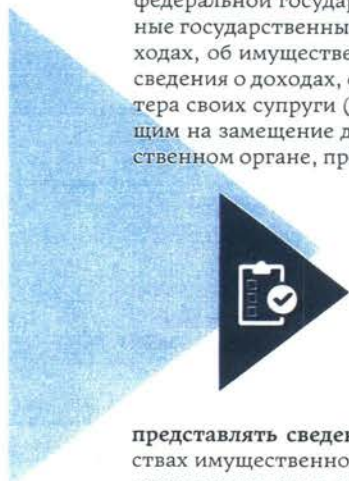 федеральной государ
ные государственны
ходах, об имуществе
сведения о доходах, 
тера своих супруги (
щим на замещение д
ственном органе, пр
представлять сведен
ствах имущественно